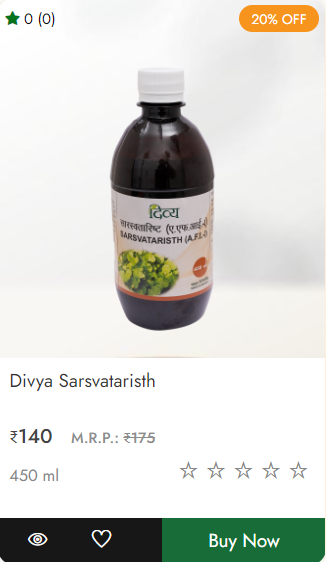 0 (0)
20% OFF
दिव्य
सारस्वतारिष्ट (ए.एफ.आई-I)
SARSVATARISTH (A.F.I.-I)
Divya Sarsvataristh
₹140 M.R.P.: ₹175
450 ml
Buy Now